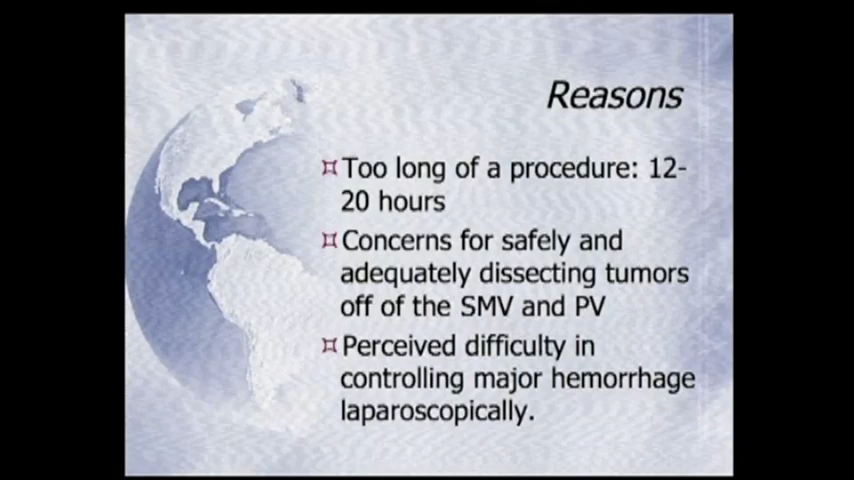 Reasons
Too long of a procedure: 12-
20 hours
Concerns for safely and
adequately dissecting tumors
off of the SMV and PV
Perceived difficulty in
controlling major hemorrhage
laparoscopically.